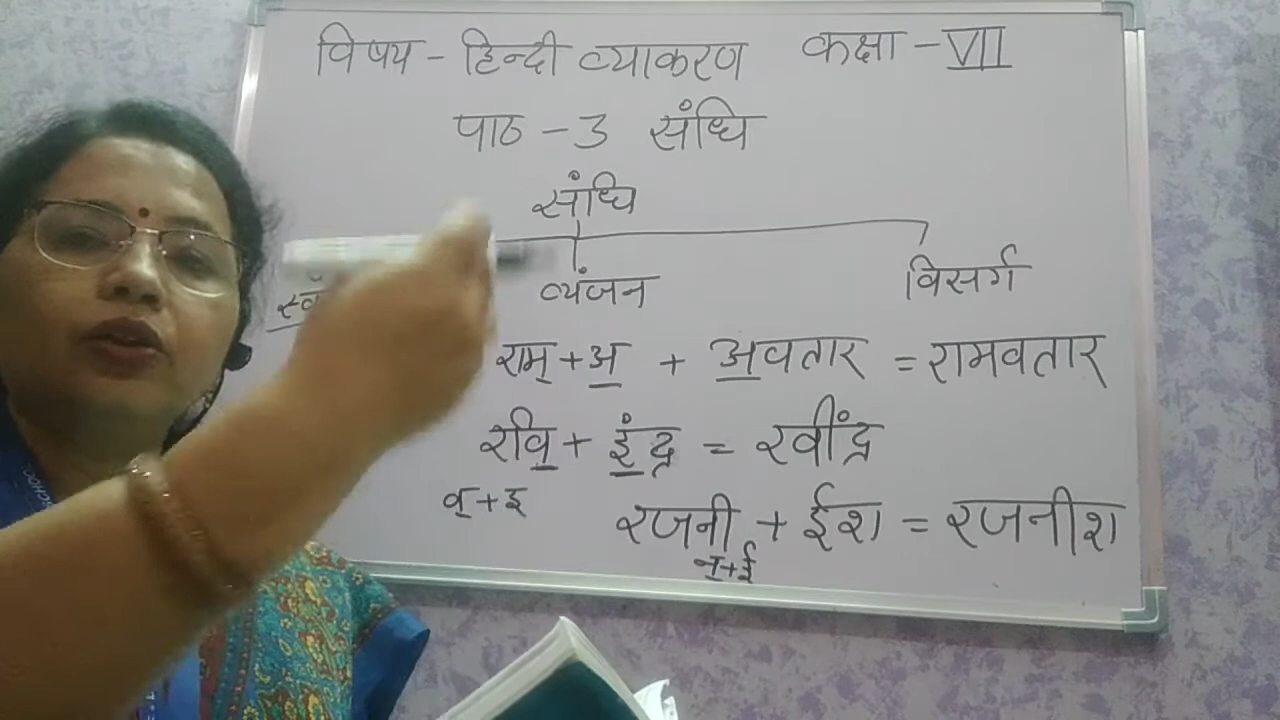 विषय - हिन्दी व्याकरण कक्षा - VII
पाठ - 3 संधि
संधि
व्यंजन विसर्ग
राम् + अ + अवतार = रामवतार
रवि + इंद्र = रवींद्र
व् + इ
रजनी + ईश = रजनीश
न् + ई